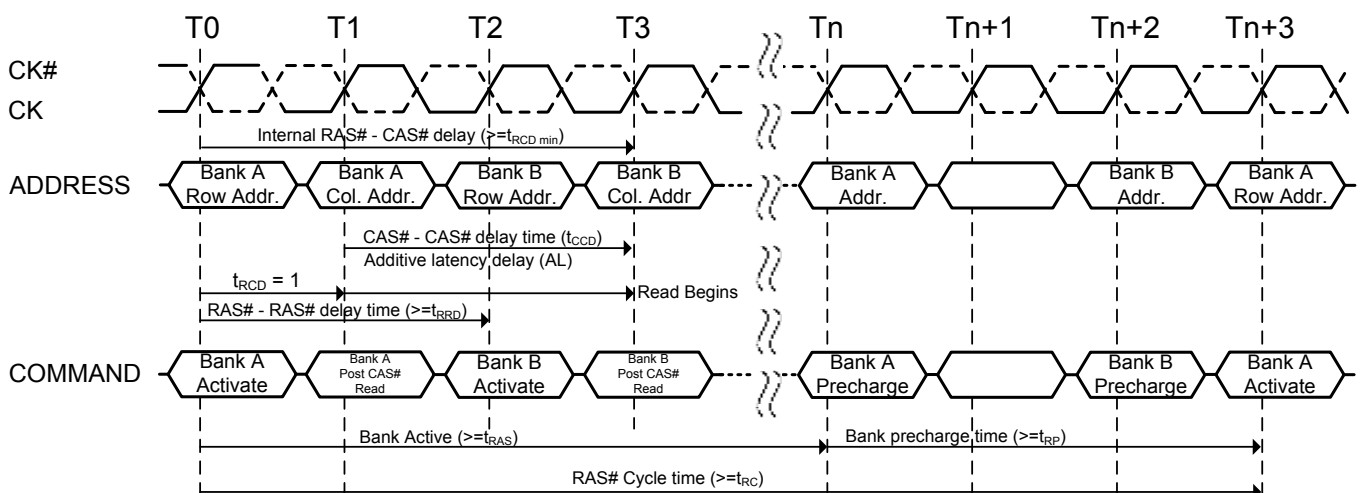 T0 T1 T2 T3 Tn Tn+1 Tn+2 Tn+3
CK#
CK
Internal RAS# - CAS# delay (>=tRCD min)
ADDRESS
Bank A Row Addr.
Bank A Col. Addr.
Bank B Row Addr.
Bank B Col. Addr
Bank A Addr.
Bank B Addr.
Bank A Row Addr.
CAS# - CAS# delay time (tCCD)
Additive latency delay (AL)
tRCD = 1
Read Begins
RAS# - RAS# delay time (>=tRRD)
COMMAND
Bank A Activate
Bank A Post CAS# Read
Bank B Activate
Bank B Post CAS# Read
Bank A Precharge
Bank B Precharge
Bank A Activate
Bank Active (>=tRAS)
Bank precharge time (>=tRP)
RAS# Cycle time (>=tRC)